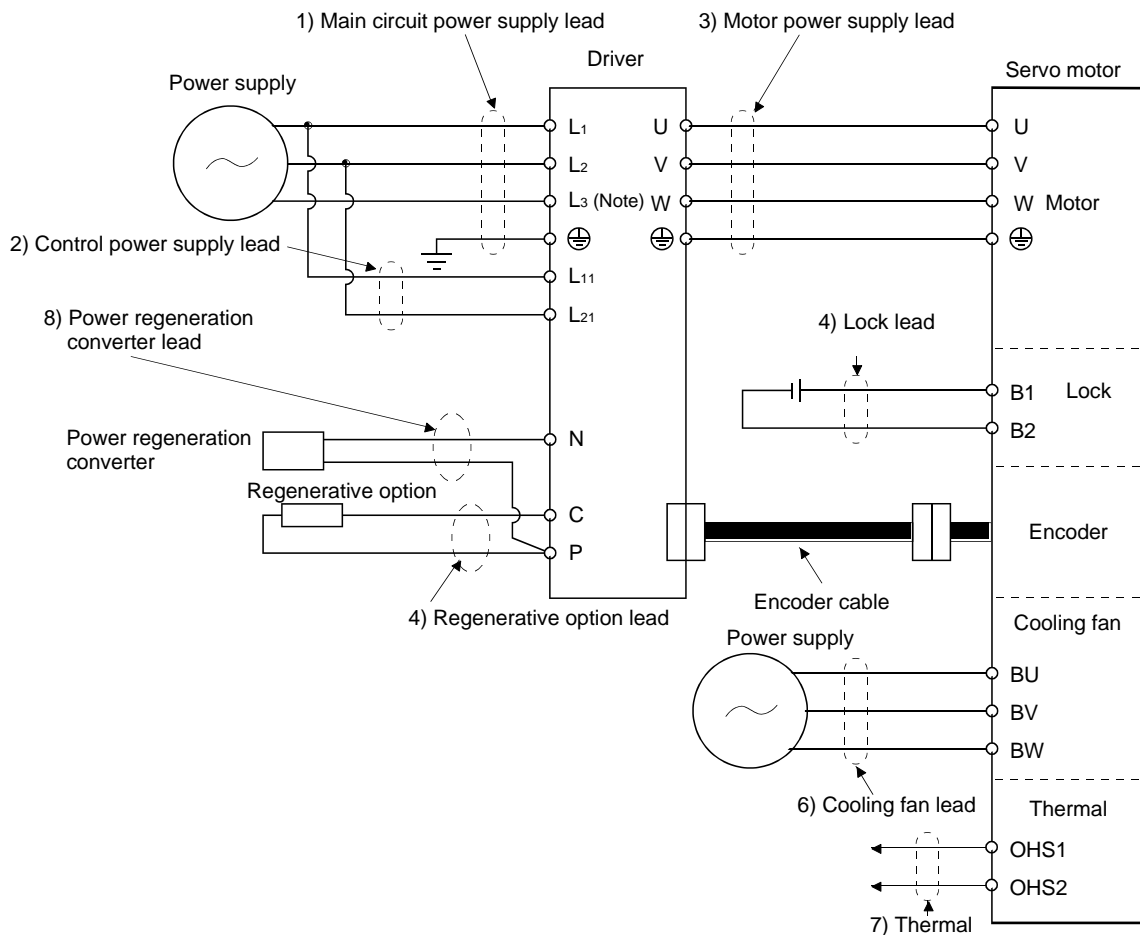 1) Main circuit power supply lead
3) Motor power supply lead
Driver
Servo motor
Power supply
L1
U
U
L2
V
V
L3 (Note)
W
W
Motor
2) Control power supply lead
L11
8) Power regeneration
converter lead
L21
4) Lock lead
B1
Lock
B2
Power regeneration
converter
N
Regenerative option
C
P
Encoder
4) Regenerative option lead
Encoder cable
Power supply
Cooling fan
BU
BV
BW
6) Cooling fan lead
Thermal
OHS1
OHS2
7) Thermal